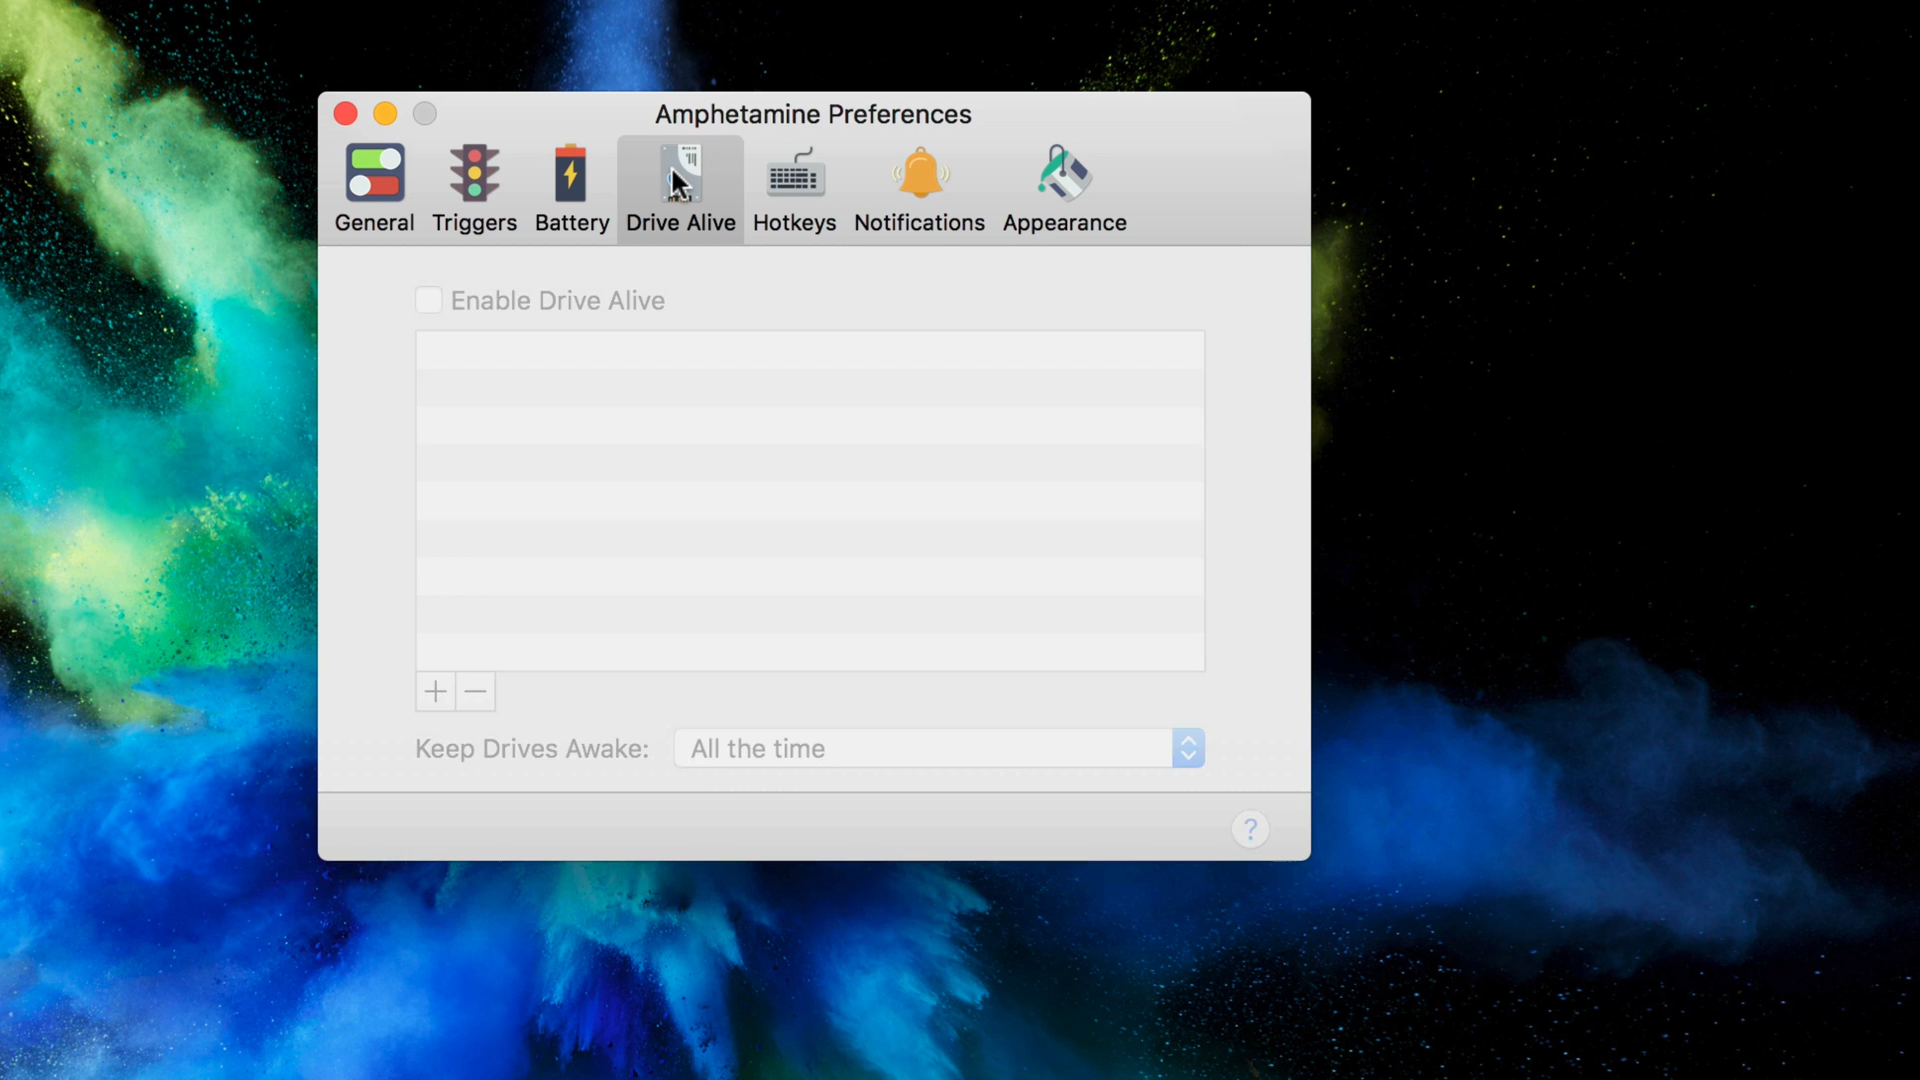 Amphetamine Preferences
General Triggers Battery Drive Alive Hotkeys Notifications Appearance
Enable Drive Alive
+ −
Keep Drives Awake: All the time
?